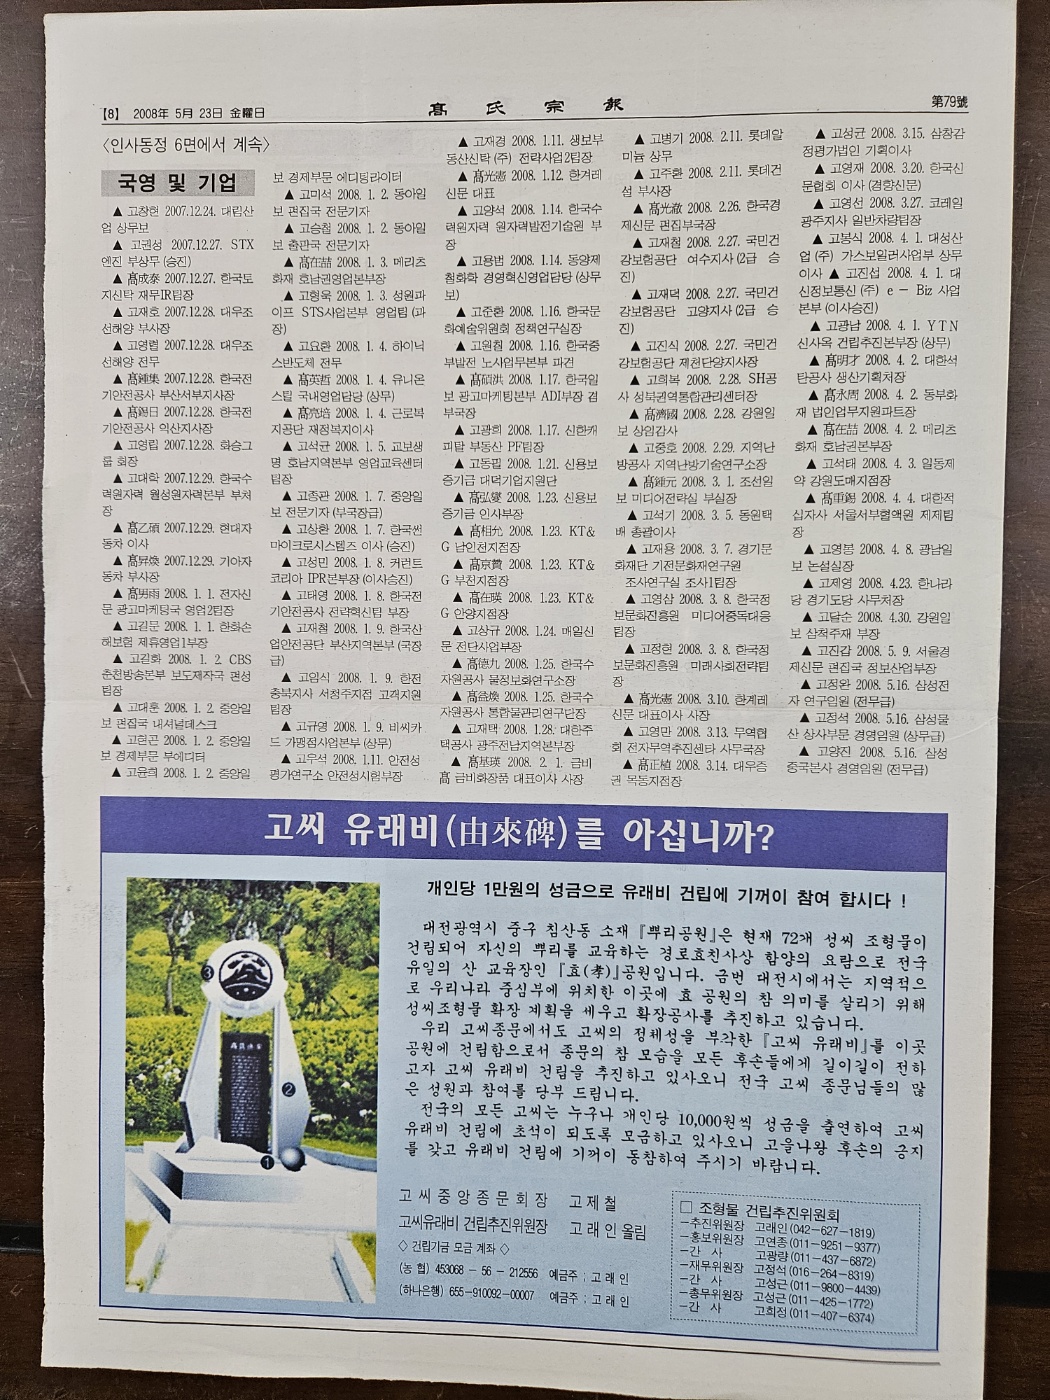 【8】 2008年 5月 23日 金曜日
髙氏宗報
第79號
〈인사동정 6면에서 계속〉
국영 및 기업
▲ 고창현 2007.12.24. 대림산
업 상무보
▲ 고권성 2007.12.27. STX
엔진 부상무 (승진)
▲ 髙成泰 2007.12.27. 한국토
지신탁 재무IR팀장
▲ 고재호 2007.12.28. 대우조
선해양 부사장
▲ 고영렬 2007.12.28. 대우조
선해양 전무
▲ 髙鍾集 2007.12.28. 한국전
기안전공사 부산서부지사장
▲ 髙錫日 2007.12.28. 한국전
기안전공사 익산지사장
▲ 고영립 2007.12.28. 화승그
룹 회장
▲ 고대학 2007.12.29. 한국수
력원자력 월성원자력본부 부처
장
▲ 髙乙碩 2007.12.29. 현대자
동차 이사
▲ 髙昇煥 2007.12.29. 기아자
동차 부사장
▲ 髙男雨 2008. 1. 1. 전자신
문 광고마케팅국 영업2팀장
▲ 고길문 2008. 1. 1. 한화손
해보험 제휴영업1부장
▲ 고길화 2008. 1. 2. CBS
춘천방송본부 보도제작국 편성
팀장
▲ 고대훈 2008. 1. 2. 중앙일
보 편집국 내셔널데스크
▲ 고현곤 2008. 1. 2. 중앙일
보 경제부문 부에디터
▲ 고윤희 2008. 1. 2. 중앙일
보 경제부문 에디팅라이터
▲ 고미석 2008. 1. 2. 동아일
보 편집국 전문기자
▲ 고승철 2008. 1. 2. 동아일
보 출판국 전문기자
▲ 髙在喆 2008. 1. 3. 메리츠
화재 호남권영업본부장
▲ 고형욱 2008. 1. 3. 성원파
이프 STS사업본부 영업팀 (과
장)
▲ 고요환 2008. 1. 4. 하이닉
스반도체 전무
▲ 髙英哲 2008. 1. 4. 유니온
스틸 국내영업담당 (상무)
▲ 髙亮培 2008. 1. 4. 근로복
지공단 재정복지이사
▲ 고석균 2008. 1. 5. 교보생
명 호남지역본부 영업교육센터
팀장
▲ 고종관 2008. 1. 7. 중앙일
보 전문기자 (부국장급)
▲ 고상환 2008. 1. 7. 한국썬
마이크로시스템즈 이사 (승진)
▲ 고성민 2008. 1. 8. 커런트
코리아 IPR본부장 (이사승진)
▲ 고태영 2008. 1. 8. 한국전
기안전공사 전략혁신팀 부장
▲ 고재철 2008. 1. 9. 한국산
업안전공단 부산지역본부 (국장
급)
▲ 고임식 2008. 1. 9. 한전
충북지사 서청주지점 고객지원
팀장
▲ 고규영 2008. 1. 9. 비씨카
드 가맹점사업본부 (상무)
▲ 고우석 2008. 1.11. 안전성
평가연구소 안전성시험부장
▲ 고재경 2008. 1.11. 생보부
동산신탁 (주) 전략사업2팀장
▲ 髙光憲 2008. 1.12. 한겨레
신문 대표
▲ 고양석 2008. 1.14. 한국수
력원자력 원자력발전기술원 부
장
▲ 고용범 2008. 1.14. 동양제
철화학 경영혁신영업담당 (상무
보)
▲ 고준환 2008. 1.16. 한국문
화예술위원회 정책연구실장
▲ 고원철 2008. 1.16. 한국중
부발전 노사업무본부 파견
▲ 髙碩洪 2008. 1.17. 한국일
보 광고마케팅본부 AD1부장 겸
부국장
▲ 고광희 2008. 1.17. 신한캐
피탈 부동산 PF팀장
▲ 고동필 2008. 1.21. 신용보
증기금 대덕기업지원단
▲ 髙弘燮 2008. 1.23. 신용보
증기금 인사부장
▲ 髙相允 2008. 1.23. KT&
G 남인천지점장
▲ 髙京贊 2008. 1.23. KT&
G 부천지점장
▲ 髙在瑛 2008. 1.23. KT&
G 안양지점장
▲ 고상규 2008. 1.24. 매일신
문 전단사업부장
▲ 髙德九 2008. 1.25. 한국수
자원공사 물정보화연구소장
▲ 髙益煥 2008. 1.25. 한국수
자원공사 통합물관리연구단장
▲ 고재택 2008. 1.28. 대한주
택공사 광주전남지역본부장
▲ 髙基瑛 2008. 2. 1. 금비
髙 금비화장품 대표이사 사장
▲ 고병기 2008. 2.11. 롯데알
미늄 상무
▲ 고주환 2008. 2.11. 롯데건
설 부사장
▲ 髙光澈 2008. 2.26. 한국경
제신문 편집부국장
▲ 고재철 2008. 2.27. 국민건
강보험공단 여수지사 (2급 승
진)
▲ 고재덕 2008. 2.27. 국민건
강보험공단 고양지사 (2급 승
진)
▲ 고진식 2008. 2.27. 국민건
강보험공단 제천단양지사장
▲ 고희복 2008. 2.28. SH공
사 성북권역통합관리센터장
▲ 髙濟國 2008. 2.28. 강원일
보 상임감사
▲ 고중호 2008. 2.29. 지역난
방공사 지역난방기술연구소장
▲ 髙鍾元 2008. 3. 1. 조선일
보 미디어전략실 부실장
▲ 고석기 2008. 3. 5. 동원택
배 총괄이사
▲ 고재용 2008. 3. 7. 경기문
화재단 기전문화재연구원
조사연구실 조사1팀장
▲ 고영삼 2008. 3. 8. 한국정
보문화진흥원 미디어중독대응
팀장
▲ 고정현 2008. 3. 8. 한국정
보문화진흥원 미래사회전략팀
장
▲ 髙光憲 2008. 3.10. 한겨레
신문 대표이사 사장
▲ 고영만 2008. 3.13. 무역협
회 전자무역추진센타 사무국장
▲ 髙正植 2008. 3.14. 대우증
권 목동지점장
▲ 고성균 2008. 3.15. 삼창감
정평가법인 기획이사
▲ 고영재 2008. 3.20. 한국신
문협회 이사 (경향신문)
▲ 고영선 2008. 3.27. 코레일
광주지사 일반차량팀장
▲ 고봉식 2008. 4. 1. 대성산
업 (주) 가스보일러사업부 상무
이사 ▲ 고진섭 2008. 4. 1. 대
신정보통신 (주) e － Biz 사업
본부 (이사승진)
▲ 고광남 2008. 4. 1. YTN
신사옥 건립추진본부장 (상무)
▲ 髙明才 2008. 4. 2. 대한석
탄공사 생산기획처장
▲ 髙永周 2008. 4. 2. 동부화
재 법인업무지원파트장
▲ 髙在喆 2008. 4. 2. 메리츠
화재 호남권본부장
▲ 고석태 2008. 4. 3. 일동제
약 강원도매지점장
▲ 髙重錫 2008. 4. 4. 대한적
십자사 서울서부혈액원 제제팀
장
▲ 고영봉 2008. 4. 8. 광남일
보 논설실장
▲ 고제영 2008. 4.23. 한나라
당 경기도당 사무처장
▲ 고달순 2008. 4.30. 강원일
보 삼척주재 부장
▲ 고진갑 2008. 5. 9. 서울경
제신문 편집국 정보산업부장
▲ 고정완 2008. 5.16. 삼성전
자 연구임원 (전무급)
▲ 고정석 2008. 5.16. 삼성물
산 상사부문 경영임원 (상무급)
▲ 고양진 2008. 5.16. 삼성
중국본사 경영임원 (전무급)
고씨 유래비(由來碑)를 아십니까?
개인당 1만원의 성금으로 유래비 건립에 기꺼이 참여 합시다 !
대전광역시 중구 침산동 소재 『뿌리공원』은 현재 72개 성씨 조형물이
건립되어 자신의 뿌리를 교육하는 경로효친사상 함양의 요람으로 전국
유일의 산 교육장인 『효(孝)』공원입니다. 금번 대전시에서는 지역적으
로 우리나라 중심부에 위치한 이곳에 효 공원의 참 의미를 살리기 위해
성씨조형물 확장 계획을 세우고 확장공사를 추진하고 있습니다.
우리 고씨종문에서도 고씨의 정체성을 부각한 『고씨 유래비』를 이곳
공원에 건립함으로서 종문의 참 모습을 모든 후손들에게 길이길이 전하
고자 고씨 유래비 건립을 추진하고 있사오니 전국 고씨 종문님들의 많
은 성원과 참여를 당부 드립니다.
전국의 모든 고씨는 누구나 개인당 10,000원씩 성금을 출연하여 고씨
유래비 건립에 초석이 되도록 모금하고 있사오니 고을나왕 후손의 긍지
를 갖고 유래비 건립에 기꺼이 동참하여 주시기 바랍니다.
③
②
①
고씨중앙종문회장 고제철
고씨유래비 건립추진위원장 고래인 올림
◇ 건립기금 모금 계좌 ◇
(농 협) 453068 － 56 － 212556 예금주 ; 고 래 인
(하나은행) 655－910092－00007 예금주 ; 고 래 인
□ 조형물 건립추진위원회
－추진위원장 고래인 (042－627－1819)
－홍보위원장 고연종 (011－9251－9377)
－간 사 고광량 (011－437－6872)
－재무위원장 고정석 (016－264－8319)
－간 사 고성근 (011－9800－4439)
－총무위원장 고성근 (011－425－1772)
－간 사 고희정 (011－407－6374)